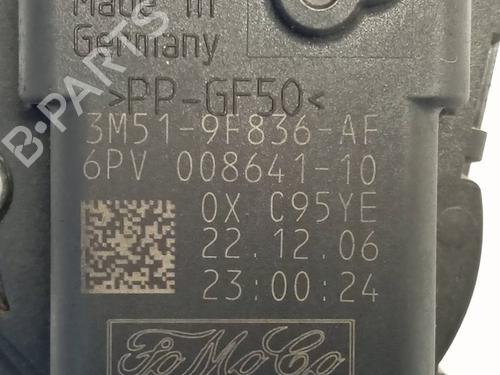 Made in
Germany
>PP-GF50<
3M51-9F836-AF
6PV 008641-10
0X C95YE
22.12.06
23:00:24
FoMoCo
B-PARTS